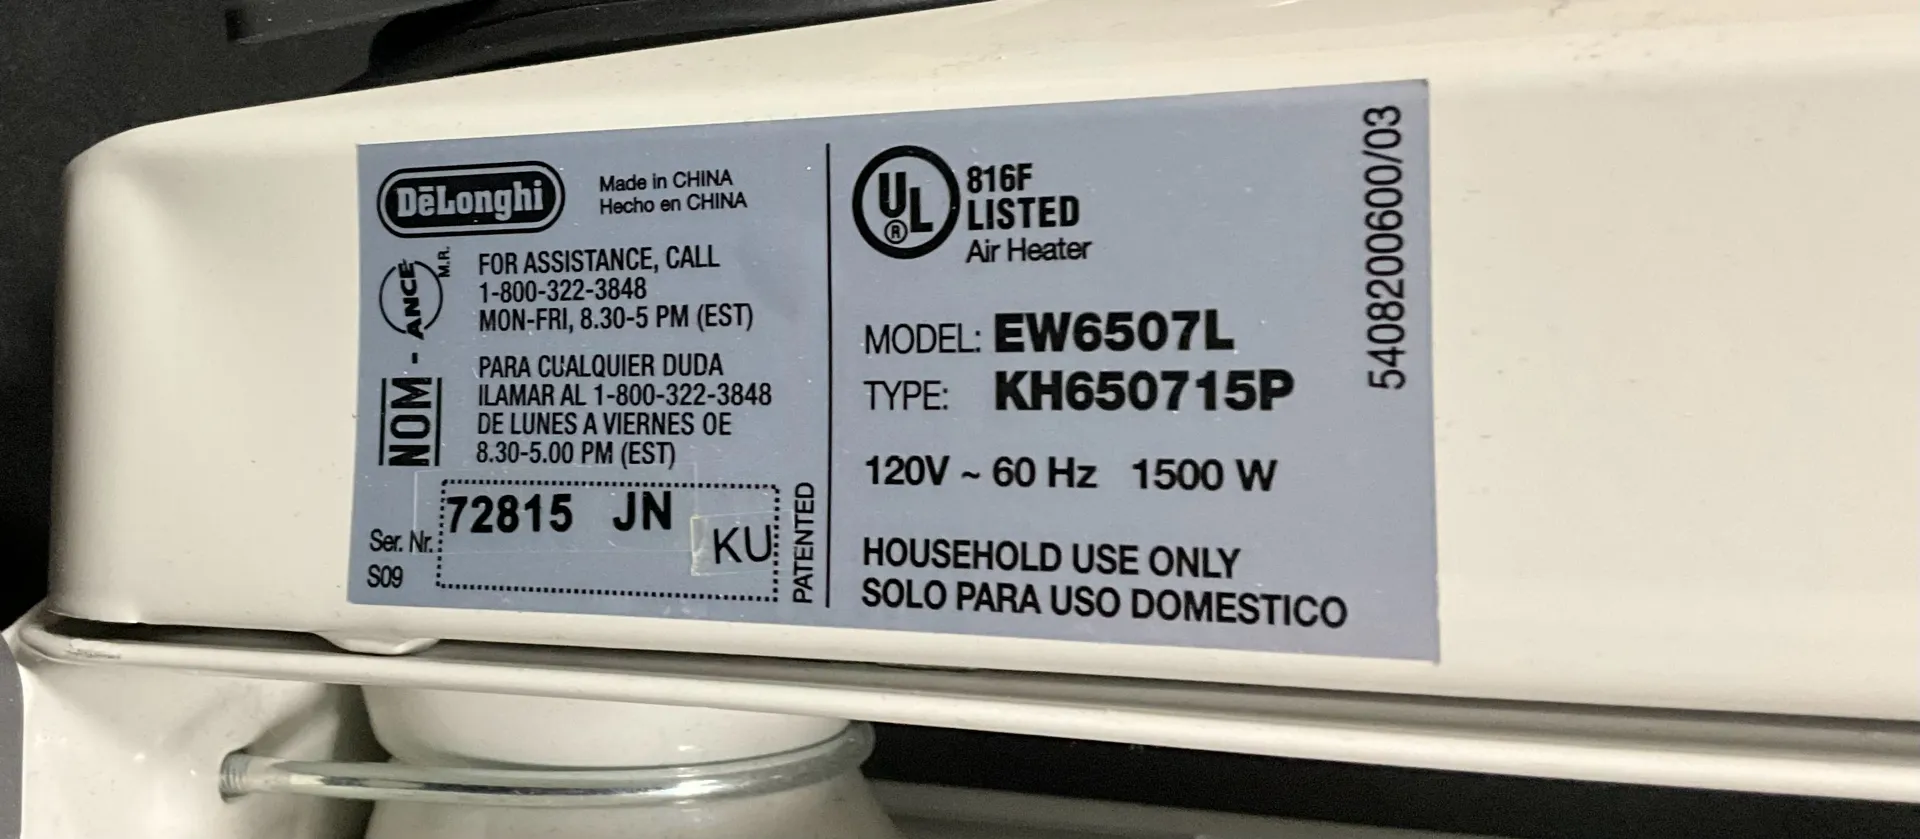 DēLonghi
Made in CHINA
Hecho en CHINA
NOM - ANCE M.R.
FOR ASSISTANCE, CALL
1-800-322-3848
MON-FRI, 8.30-5 PM (EST)
PARA CUALQUIER DUDA
ILAMAR AL 1-800-322-3848
DE LUNES A VIERNES OE
8.30-5.00 PM (EST)
Ser. Nr.
S09
72815 JN
KU
PATENTED
UL ®
816F
LISTED
Air Heater
MODEL: EW6507L
TYPE: KH650715P
120V ~ 60 Hz 1500 W
HOUSEHOLD USE ONLY
SOLO PARA USO DOMESTICO
5408200600/03